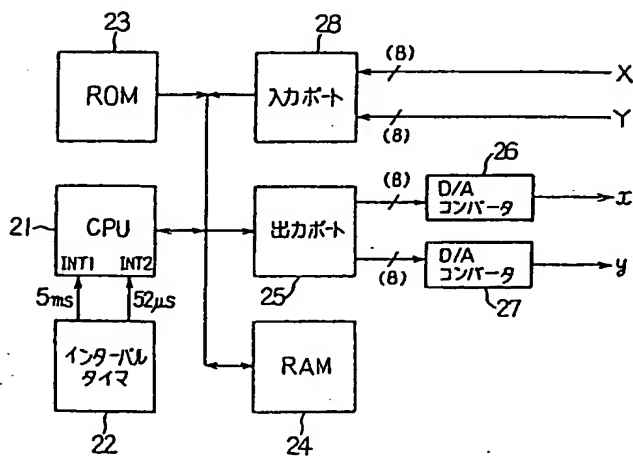 23
28
ROM
入力ポート
(8)
X
Y
(8)
21
CPU
INT1 INT2
5ms
52μs
インターバル
タイマ
22
出力ポート
25
(8)
26
D/A
コンバータ
x
(8)
D/A
コンバータ
27
y
RAM
24